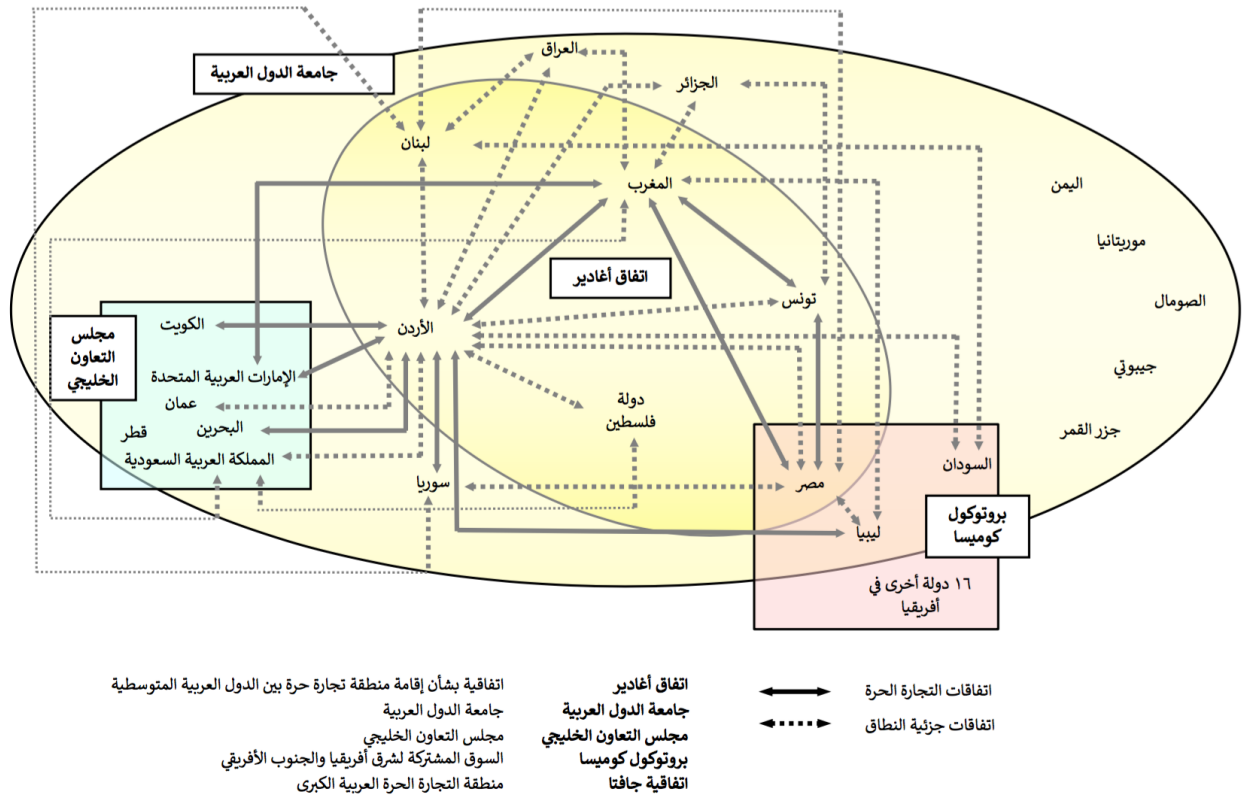 العراق
جامعة الدول العربية
الجزائر
لبنان
المغرب
اليمن
موريتانيا
اتفاق أغادير
تونس
الصومال
الكويت
الأردن
مجلس
التعاون
الخليجي
الإمارات العربية المتحدة
جيبوتي
عمان
دولة
فلسطين
البحرين
قطر
جزر القمر
المملكة العربية السعودية
السودان
سوريا
مصر
بروتوكول
كوميسا
ليبيا
١٦ دولة أخرى في
أفريقيا
اتفاقات التجارة الحرة
اتفاقات جزئية النطاق
اتفاق أغادير اتفاقية بشأن إقامة منطقة تجارة حرة بين الدول العربية المتوسطية
جامعة الدول العربية جامعة الدول العربية
مجلس التعاون الخليجي مجلس التعاون الخليجي
بروتوكول كوميسا السوق المشتركة لشرق أفريقيا والجنوب الأفريقي
اتفاقية جافتا منطقة التجارة الحرة العربية الكبرى